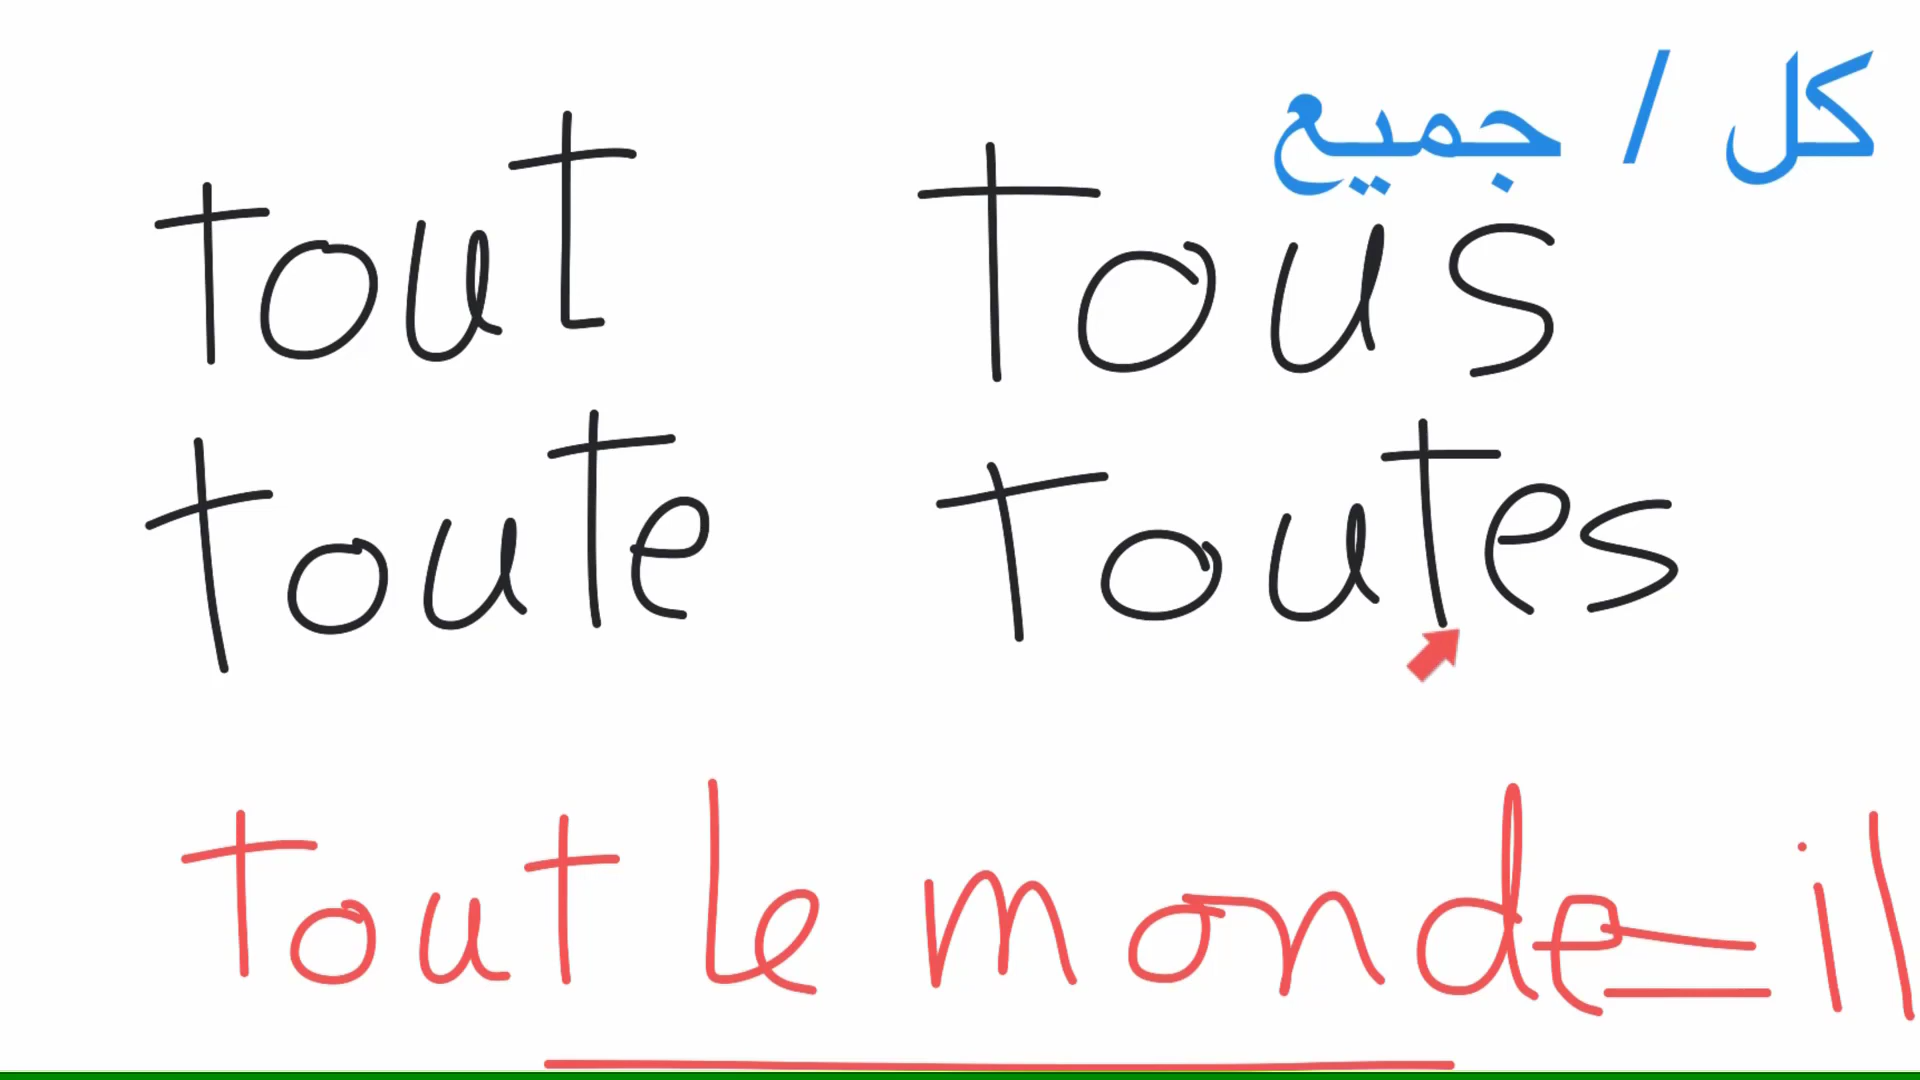 كل / جميع
tout Tous
toute Toutes
Tout le monde = il